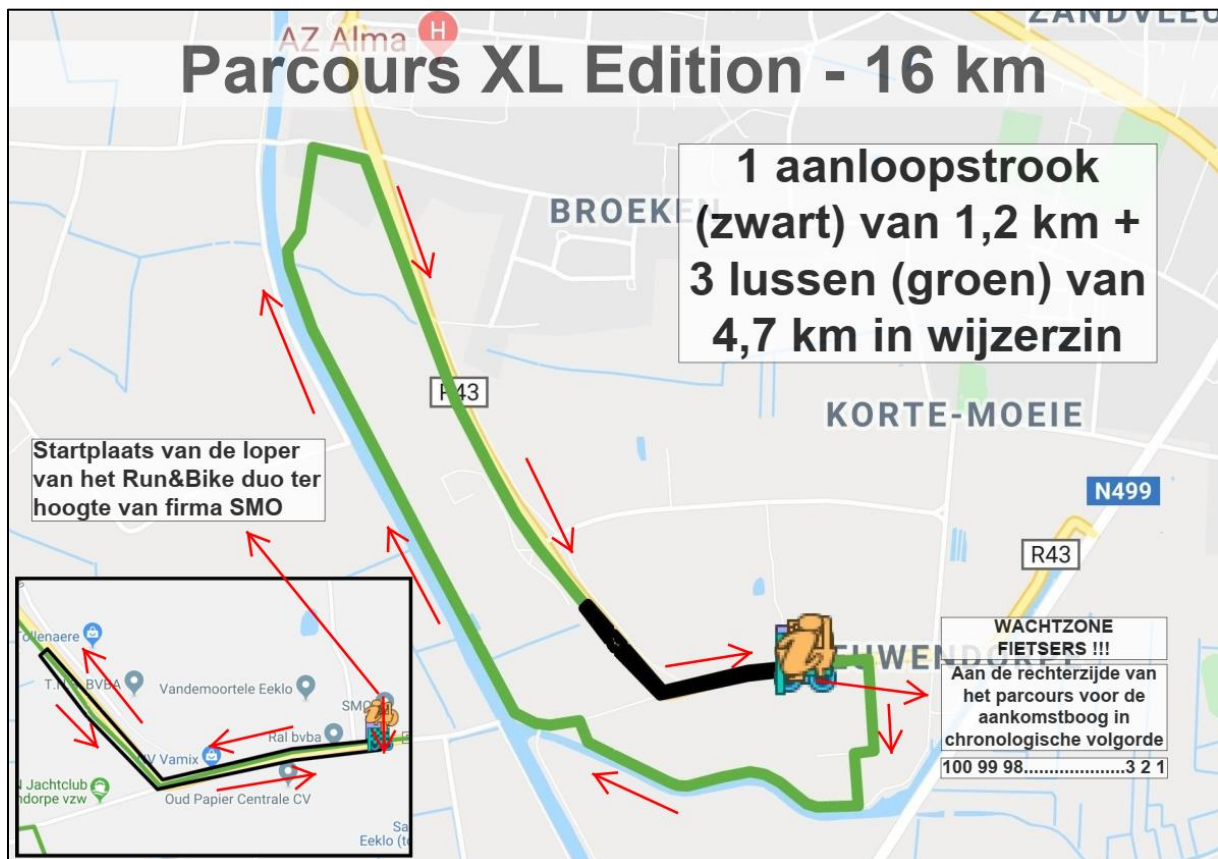 AZ Alma
H
Parcours XL Edition - 16 km
1 aanloopstrook
(zwart) van 1,2 km +
3 lussen (groen) van
4,7 km in wijzerzin
BROEKEN
R43
KORTE-MOEIE
Startplaats van de loper
van het Run&Bike duo ter
hoogte van firma SMO
N499
R43
WACHTZONE
FIETSERS !!!
Aan de rechterzijde van
het parcours voor de
aankomstboog in
chronologische volgorde
100 99 98.....................3 2 1
Vandemoortele Eeklo
SMO
Ral bvba
Oud Papier Centrale CV
Jachtclub
vzw
Eeklo